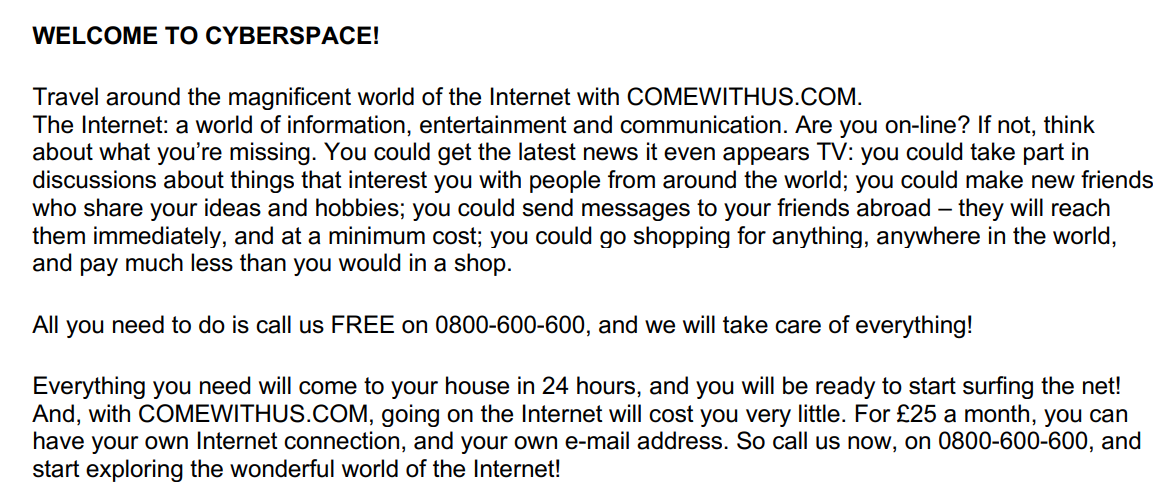 WELCOME TO CYBERSPACE!
Travel around the magnificent world of the Internet with COMEWITHUS.COM.
The Internet: a world of information, entertainment and communication. Are you on-line? If not, think
about what you’re missing. You could get the latest news it even appears TV: you could take part in
discussions about things that interest you with people from around the world; you could make new friends
who share your ideas and hobbies; you could send messages to your friends abroad – they will reach
them immediately, and at a minimum cost; you could go shopping for anything, anywhere in the world,
and pay much less than you would in a shop.
All you need to do is call us FREE on 0800-600-600, and we will take care of everything!
Everything you need will come to your house in 24 hours, and you will be ready to start surfing the net!
And, with COMEWITHUS.COM, going on the Internet will cost you very little. For £25 a month, you can
have your own Internet connection, and your own e-mail address. So call us now, on 0800-600-600, and
start exploring the wonderful world of the Internet!